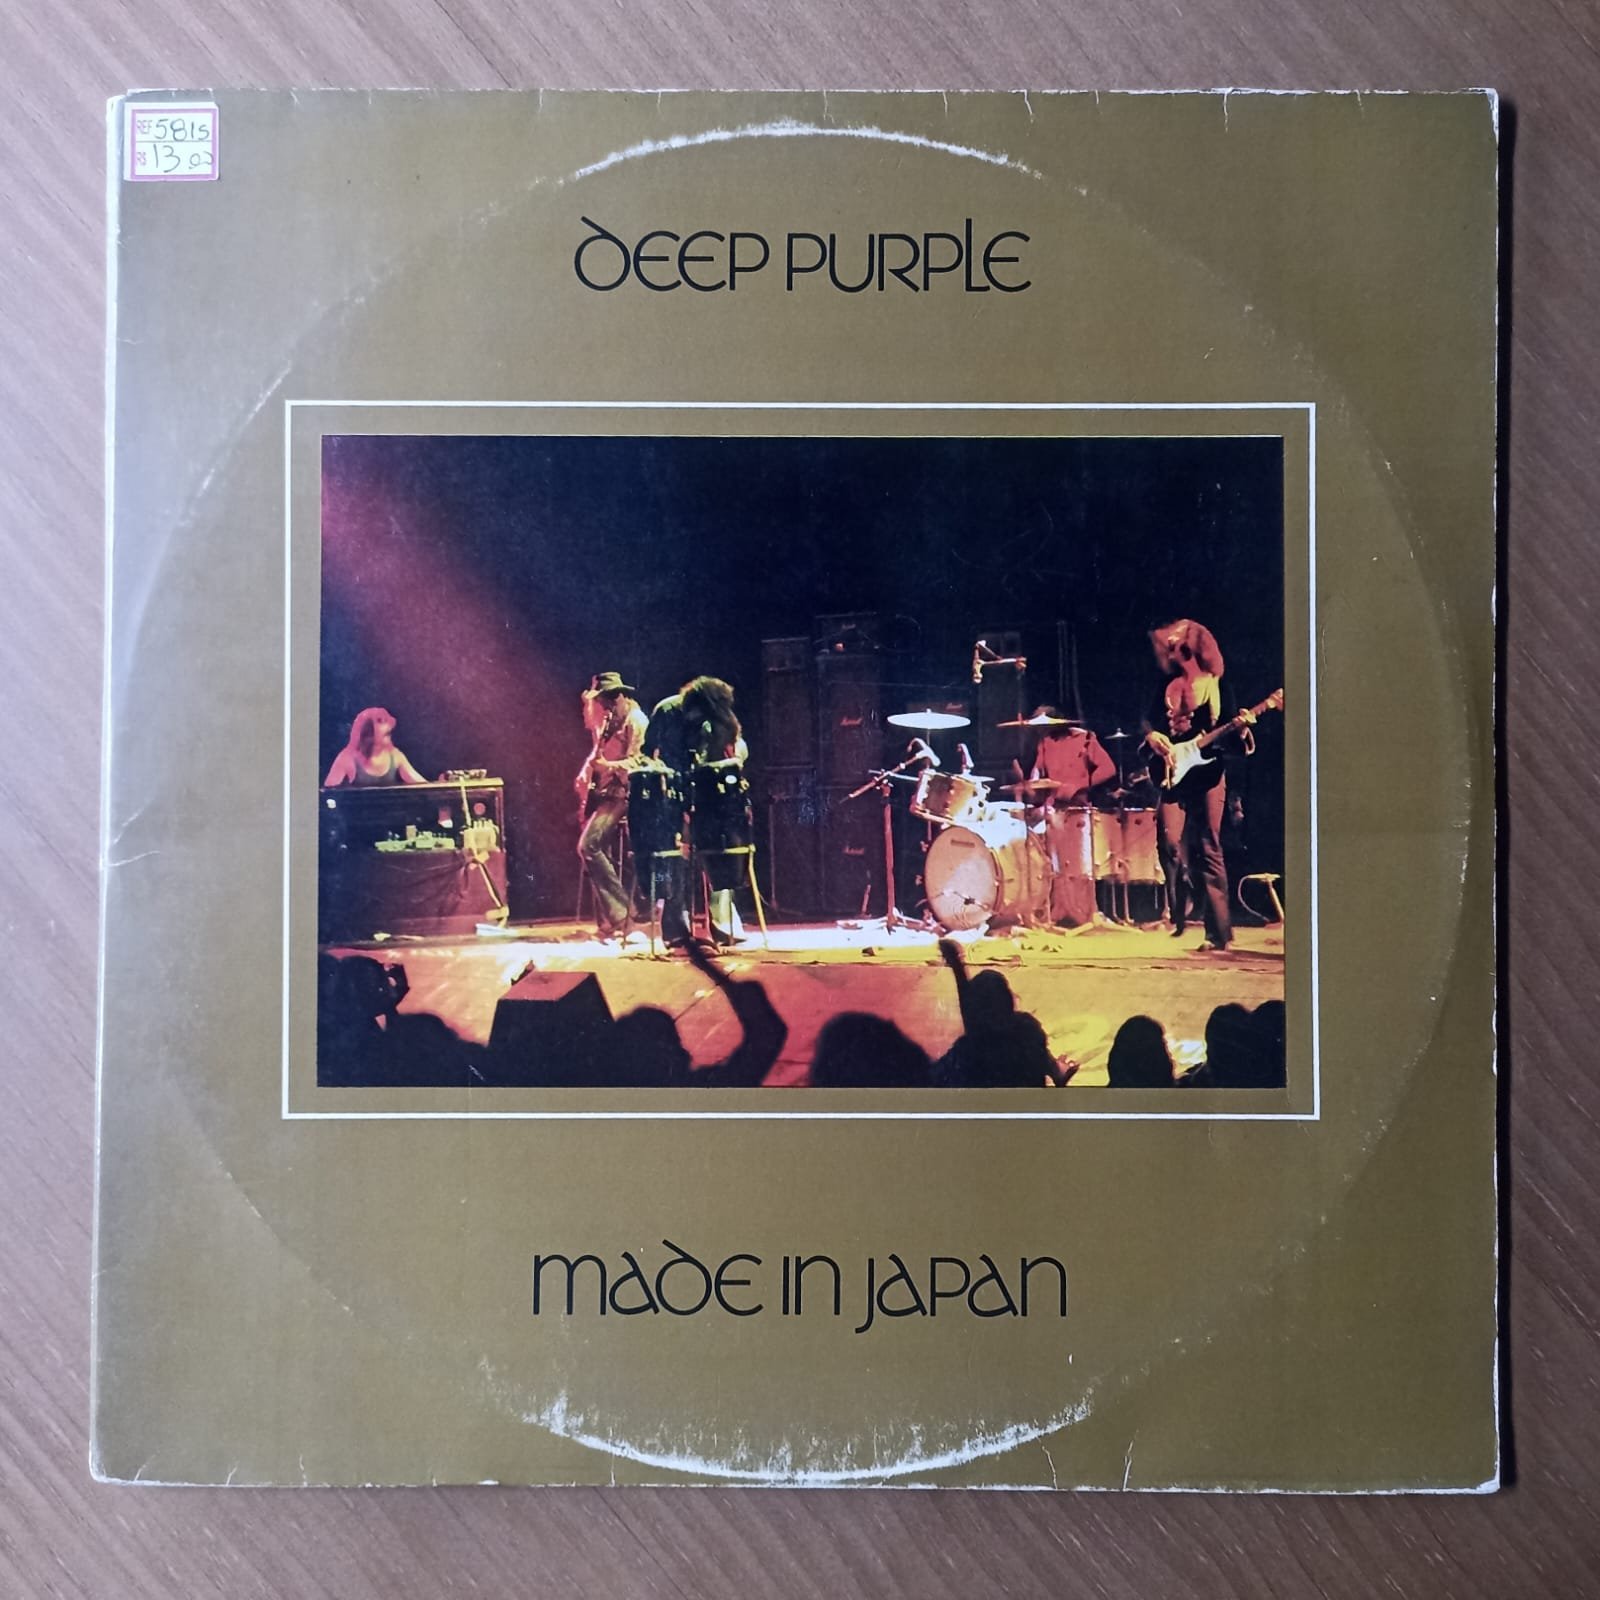 REF 5815
R$ 13,00
DEEP PURPLE
MADE IN JAPAN